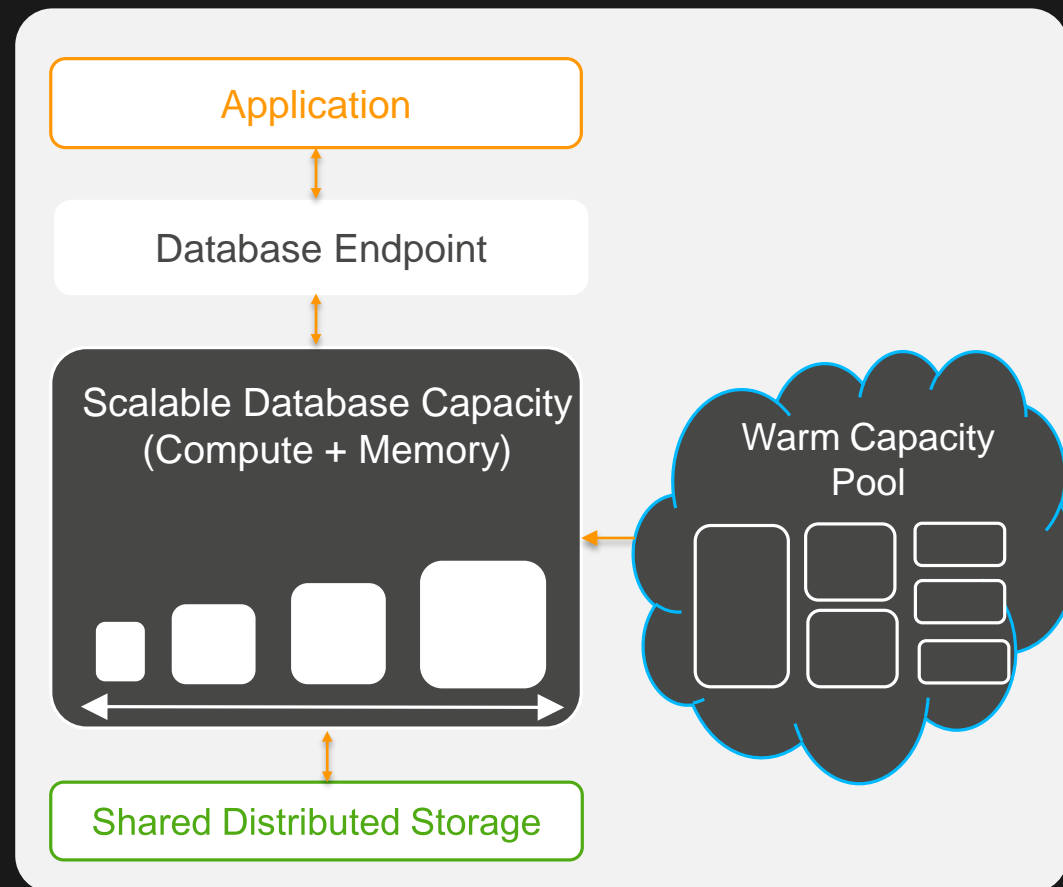 Application
Database Endpoint
Scalable Database Capacity
(Compute + Memory)
Warm Capacity
Pool
Shared Distributed Storage